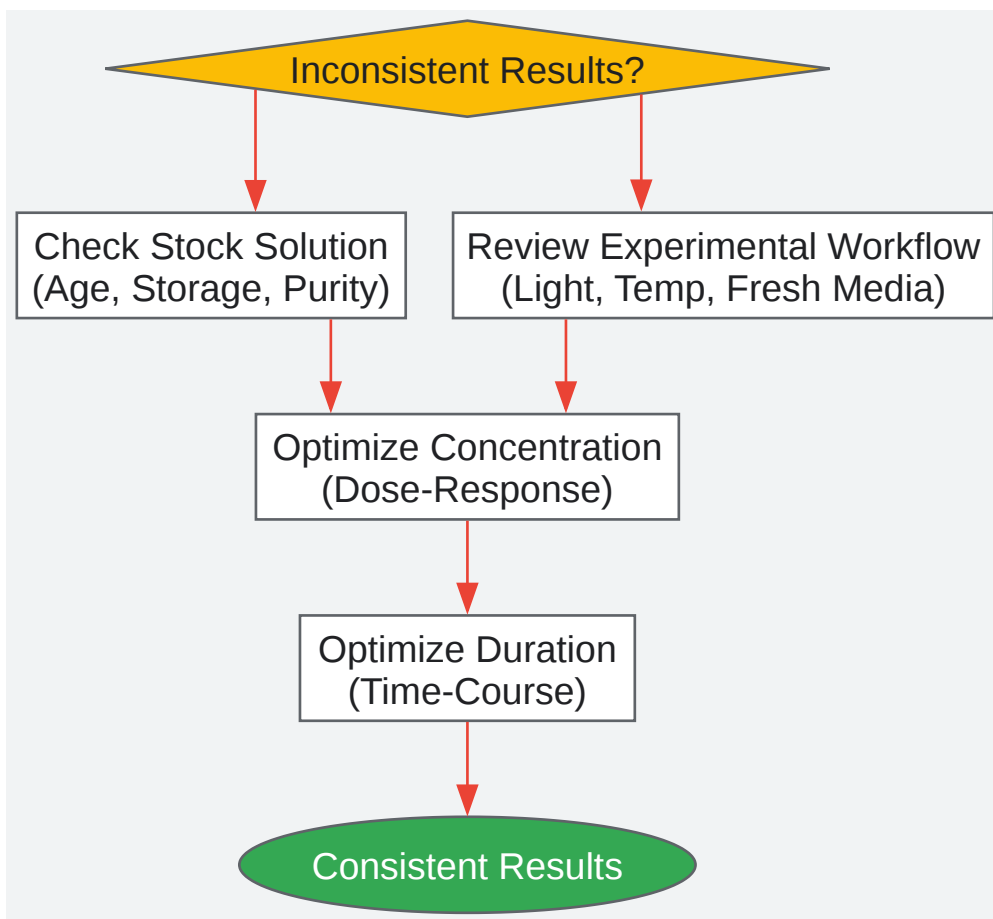 Inconsistent Results?
Check Stock Solution
(Age, Storage, Purity)
Review Experimental Workflow
(Light, Temp, Fresh Media)
Optimize Concentration
(Dose-Response)
Optimize Duration
(Time-Course)
Consistent Results